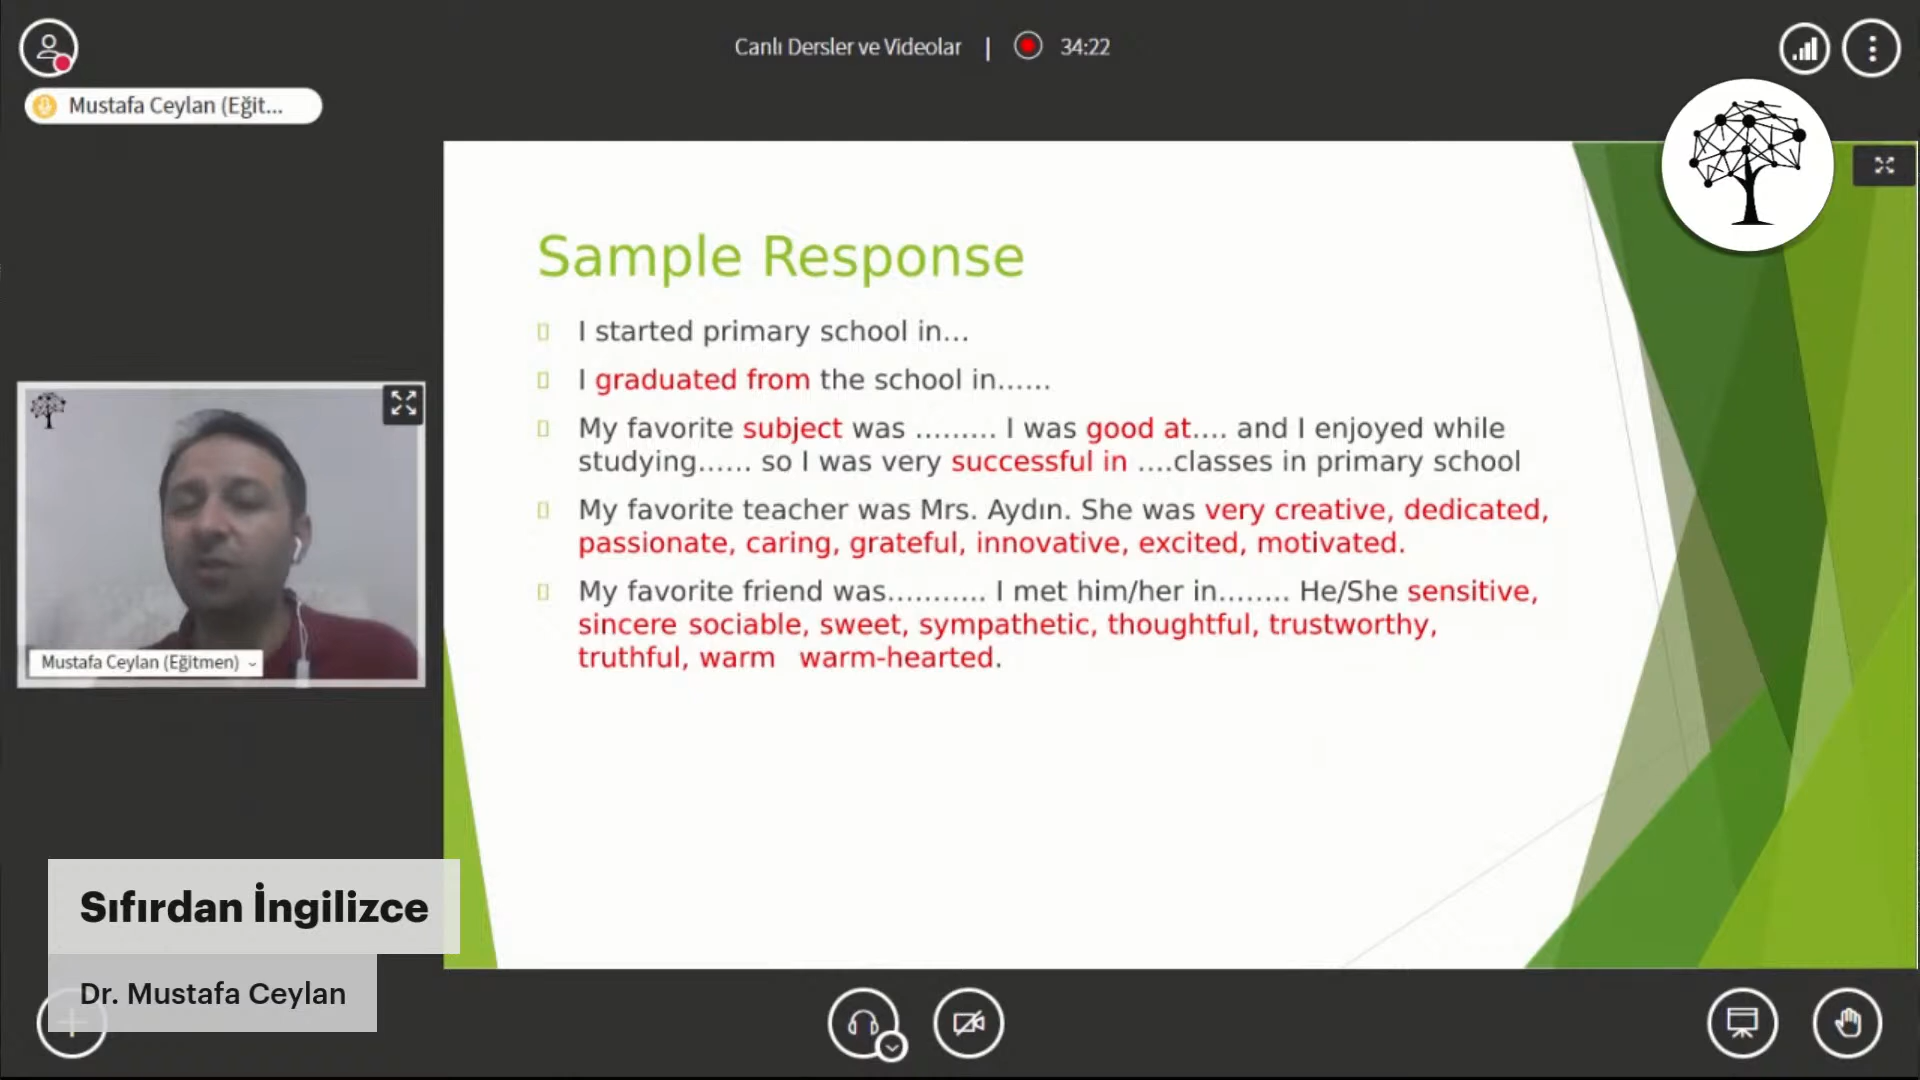 Canlı Dersler ve Videolar | 34:22
Mustafa Ceylan (Eğit...
Sample Response
I started primary school in...
I graduated from the school in......
My favorite subject was ......... I was good at.... and I enjoyed while
studying...... so I was very successful in ....classes in primary school
My favorite teacher was Mrs. Aydın. She was very creative, dedicated,
passionate, caring, grateful, innovative, excited, motivated.
My favorite friend was........... I met him/her in........ He/She sensitive,
sincere sociable, sweet, sympathetic, thoughtful, trustworthy,
truthful, warm warm-hearted.
Mustafa Ceylan (Eğitmen)
Sıfırdan İngilizce
Dr. Mustafa Ceylan